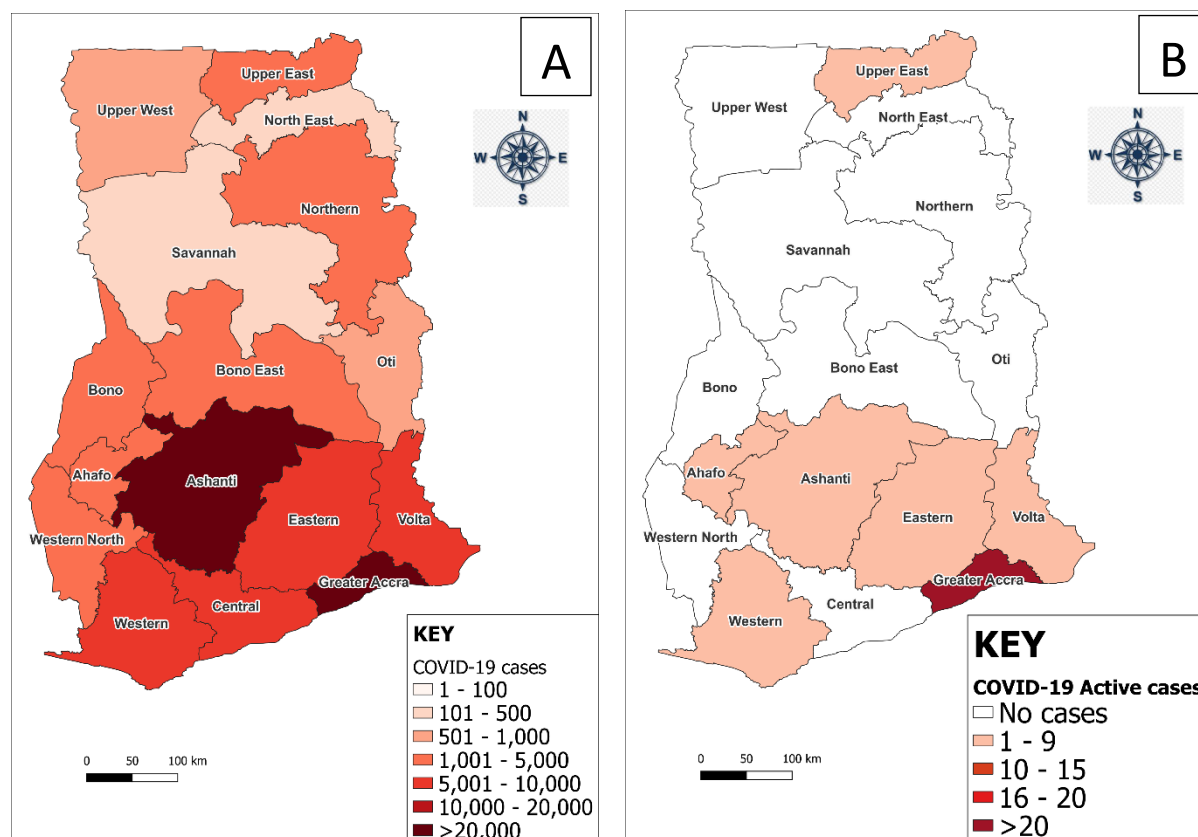 A
Upper East
Upper West
North East
N
W E
S
Northern
Savannah
Oti
Bono East
Bono
Ahafo
Ashanti
Eastern
Volta
Western North
Greater Accra
Central
Western
KEY
COVID-19 cases
1 - 100
101 - 500
501 - 1,000
1,001 - 5,000
5,001 - 10,000
10,000 - 20,000
>20,000
0 50 100 km
B
Upper East
Upper West
North East
N
W E
S
Northern
Savannah
Oti
Bono East
Bono
Ahafo
Ashanti
Eastern
Volta
Western North
Greater Accra
Central
Western
KEY
COVID-19 Active cases
No cases
1 - 9
10 - 15
16 - 20
>20
0 50 100 km